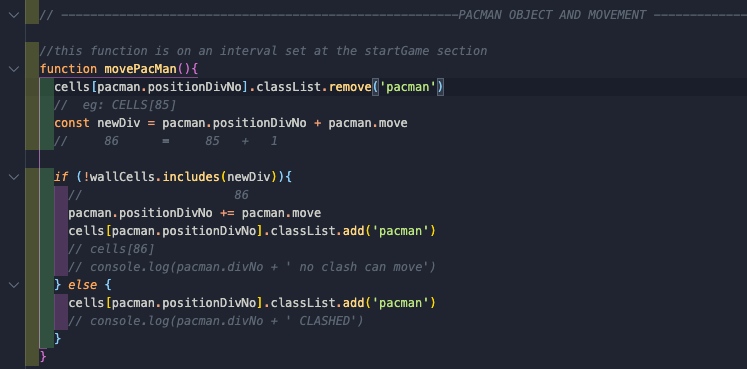 // --------------------------------------------------------PACMAN OBJECT AND MOVEMENT -------------
//this function is on an interval set at the startGame section
function movePacMan(){
cells[pacman.positionDivNo].classList.remove('pacman')
//  eg: CELLS[85]
const newDiv = pacman.positionDivNo + pacman.move
//     86      =     85   +   1
if (!wallCells.includes(newDiv)){
//                     86
pacman.positionDivNo += pacman.move
cells[pacman.positionDivNo].classList.add('pacman')
// cells[86]
// console.log(pacman.divNo + ' no clash can move')
} else {
cells[pacman.positionDivNo].classList.add('pacman')
// console.log(pacman.divNo + ' CLASHED')
}
}